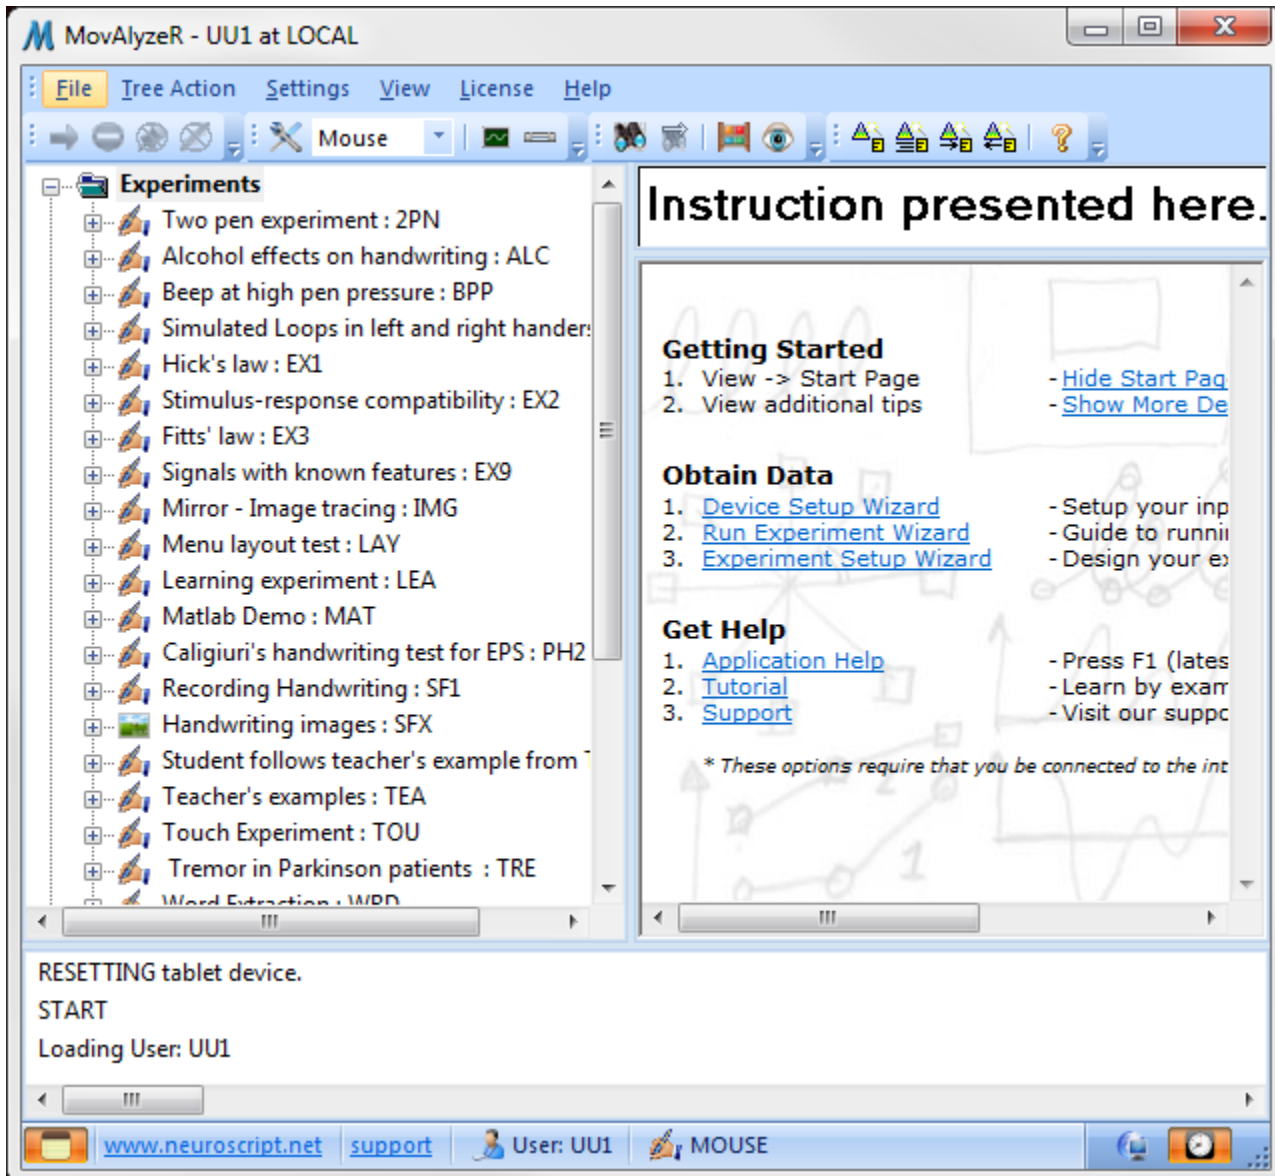 MovAlyzeR - UU1 at LOCAL
File Tree Action Settings View License Help
Mouse
Experiments
Two pen experiment : 2PN
Alcohol effects on handwriting : ALC
Beep at high pen pressure : BPP
Simulated Loops in left and right handers
Hick's law : EX1
Stimulus-response compatibility : EX2
Fitts' law : EX3
Signals with known features : EX9
Mirror - Image tracing : IMG
Menu layout test : LAY
Learning experiment : LEA
Matlab Demo : MAT
Caligiuri's handwriting test for EPS : PH2
Recording Handwriting : SF1
Handwriting images : SFX
Student follows teacher's example from
Teacher's examples : TEA
Touch Experiment : TOU
Tremor in Parkinson patients : TRE
Word Extraction : WRD
Instruction presented here.
Getting Started
1. View -> Start Page - Hide Start Pag
2. View additional tips - Show More De
Obtain Data
1. Device Setup Wizard - Setup your inp
2. Run Experiment Wizard - Guide to runnin
3. Experiment Setup Wizard - Design your ex
Get Help
1. Application Help - Press F1 (lates
2. Tutorial - Learn by exam
3. Support - Visit our suppo
* These options require that you be connected to the int
RESETTING tablet device.
START
Loading User: UU1
www.neuroscript.net support User: UU1 MOUSE